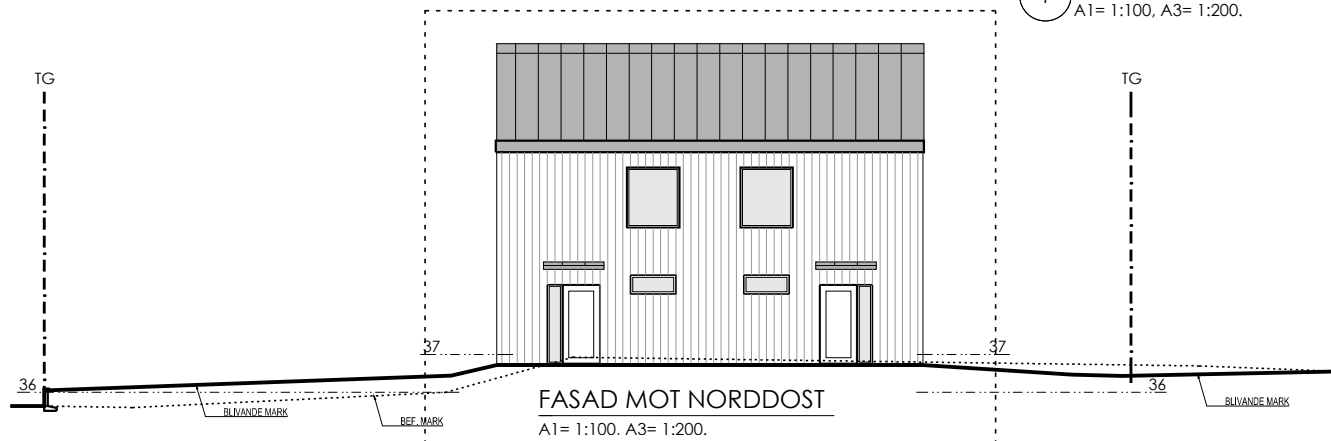 A1= 1:100, A3= 1:200.
TG
TG
37
37
36
36
BLIVANDE MARK
BEF. MARK
BLIVANDE MARK
FASAD MOT NORDDOST
A1= 1:100. A3= 1:200.